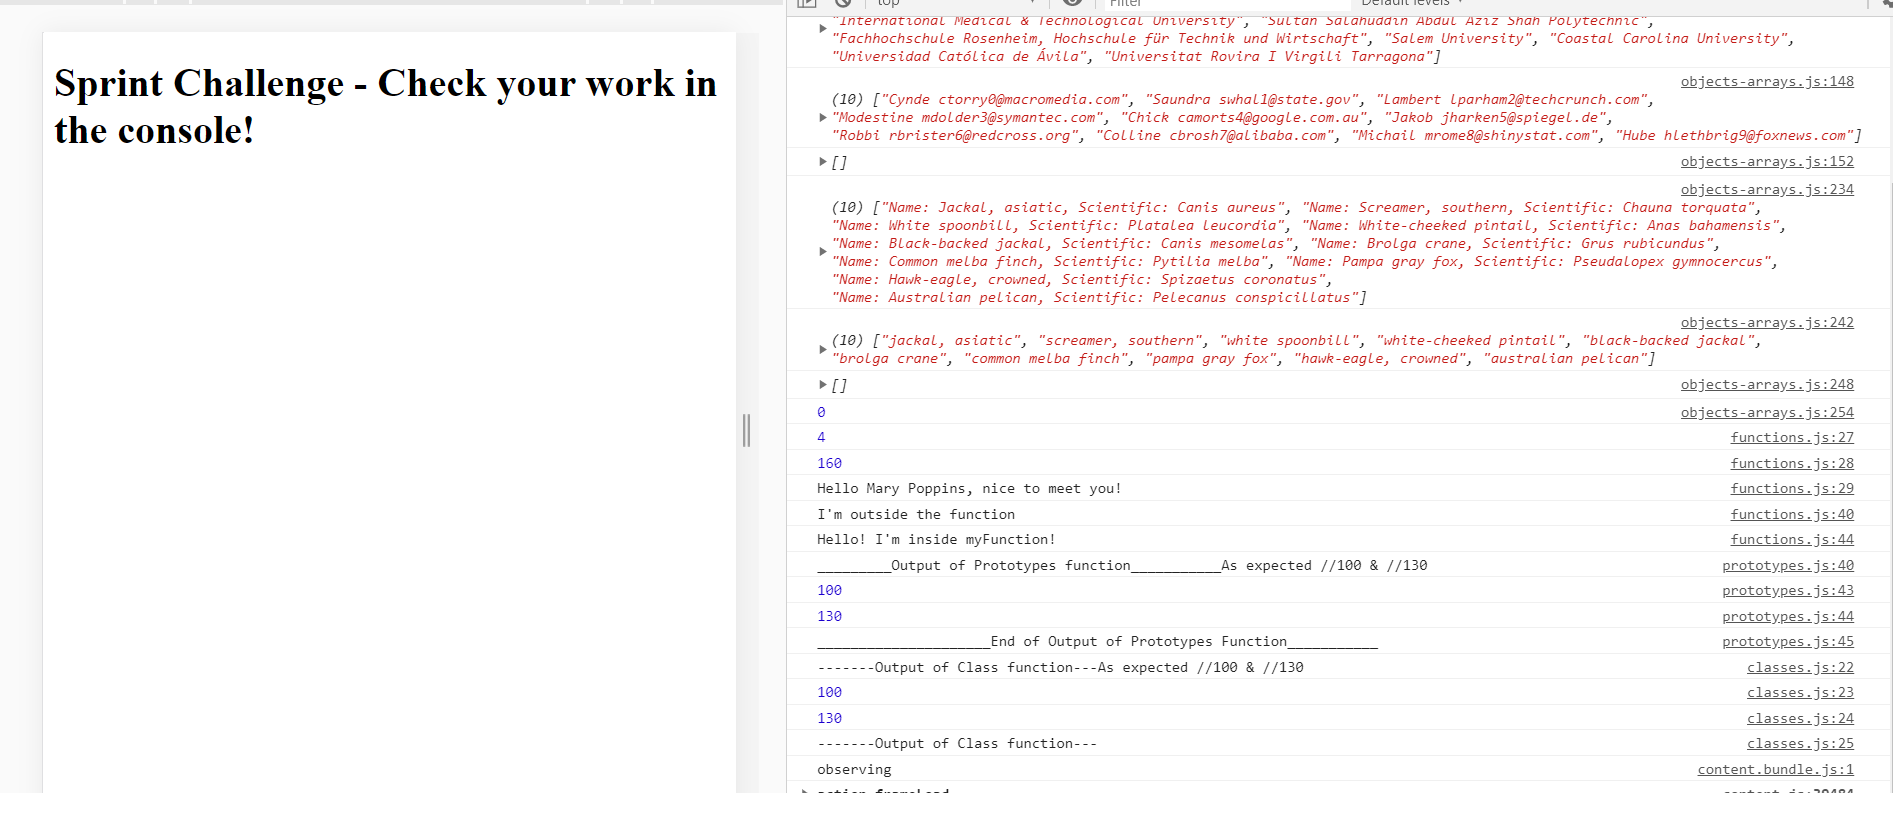 top
Filter
Default levels
Sprint Challenge - Check your work in
the console!
"International Medical & Technological University", "Sultan Salahuddin Abdul Aziz Shah Polytechnic",
"Fachhochschule Rosenheim, Hochschule für Technik und Wirtschaft", "Salem University", "Coastal Carolina University",
"Universidad Católica de Ávila", "Universitat Rovira I Virgili Tarragona"]
objects-arrays.js:148
(10) ["Cynde ctorry0@macromedia.com", "Saundra swhal1@state.gov", "Lambert lparham2@techcrunch.com",
"Modestine mdolder3@symantec.com", "Chick camorts4@google.com.au", "Jakob jharken5@spiegel.de",
"Robbi rbrister6@redcross.org", "Colline cbrosh7@alibaba.com", "Michail mrome8@shinystat.com", "Hube hlethbrig9@foxnews.com"]
[] objects-arrays.js:152
objects-arrays.js:234
(10) ["Name: Jackal, asiatic, Scientific: Canis aureus", "Name: Screamer, southern, Scientific: Chauna torquata",
"Name: White spoonbill, Scientific: Platalea leucordia", "Name: White-cheeked pintail, Scientific: Anas bahamensis",
"Name: Black-backed jackal, Scientific: Canis mesomelas", "Name: Brolga crane, Scientific: Grus rubicundus",
"Name: Common melba finch, Scientific: Pytilia melba", "Name: Pampa gray fox, Scientific: Pseudalopex gymnocercus",
"Name: Hawk-eagle, crowned, Scientific: Spizaetus coronatus",
"Name: Australian pelican, Scientific: Pelecanus conspicillatus"]
objects-arrays.js:242
(10) ["jackal, asiatic", "screamer, southern", "white spoonbill", "white-cheeked pintail", "black-backed jackal",
"brolga crane", "common melba finch", "pampa gray fox", "hawk-eagle, crowned", "australian pelican"]
[] objects-arrays.js:248
0 objects-arrays.js:254
4 functions.js:27
160 functions.js:28
Hello Mary Poppins, nice to meet you! functions.js:29
I'm outside the function functions.js:40
Hello! I'm inside myFunction! functions.js:44
_________Output of Prototypes function___________As expected //100 & //130 prototypes.js:40
100 prototypes.js:43
130 prototypes.js:44
_____________________End of Output of Prototypes Function___________ prototypes.js:45
-------Output of Class function---As expected //100 & //130 classes.js:22
100 classes.js:23
130 classes.js:24
-------Output of Class function--- classes.js:25
observing content.bundle.js:1